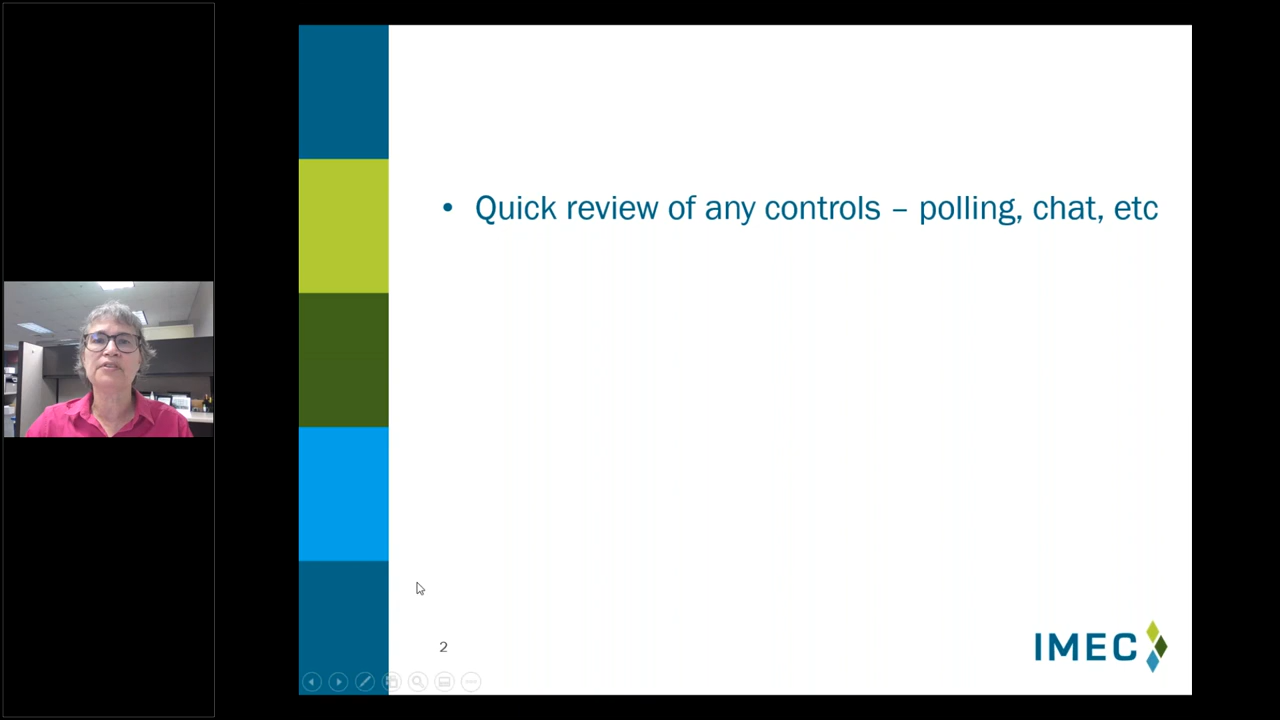 • Quick review of any controls – polling, chat, etc
2
IMEC